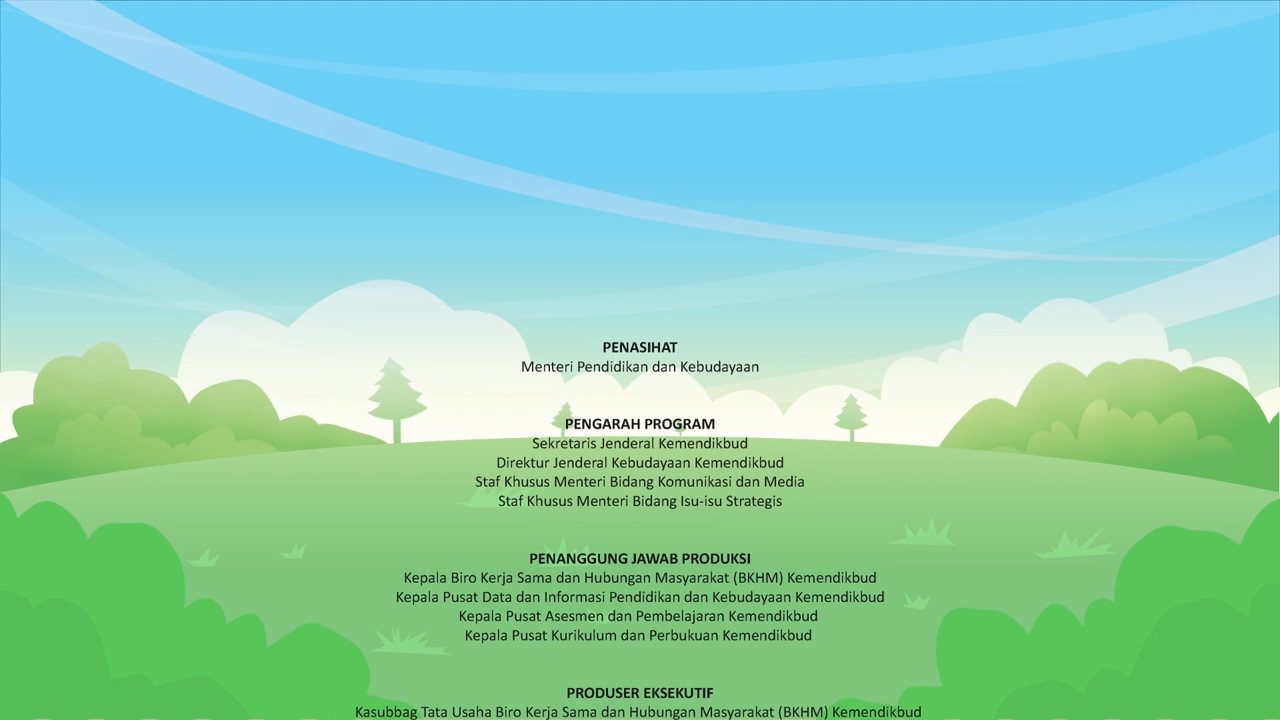 PENASIHAT
Menteri Pendidikan dan Kebudayaan
PENGARAH PROGRAM
Sekretaris Jenderal Kemendikbud
Direktur Jenderal Kebudayaan Kemendikbud
Staf Khusus Menteri Bidang Komunikasi dan Media
Staf Khusus Menteri Bidang Isu-isu Strategis
PENANGGUNG JAWAB PRODUKSI
Kepala Biro Kerja Sama dan Hubungan Masyarakat (BKHM) Kemendikbud
Kepala Pusat Data dan Informasi Pendidikan dan Kebudayaan Kemendikbud
Kepala Pusat Asesmen dan Pembelajaran Kemendikbud
Kepala Pusat Kurikulum dan Perbukuan Kemendikbud
PRODUSER EKSEKUTIF
Kasubbag Tata Usaha Biro Kerja Sama dan Hubungan Masyarakat (BKHM) Kemendikbud